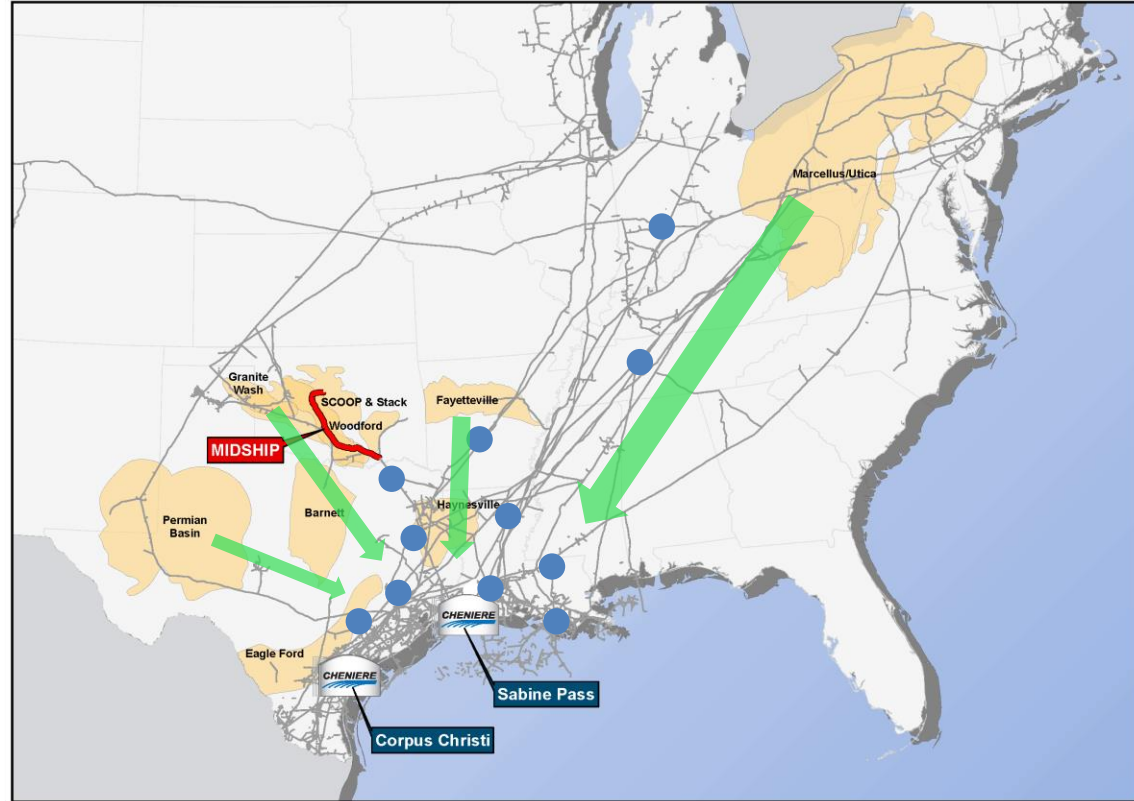 Marcellus/Utica
Granite
Wash
SCOOP & Stack
Woodford
Fayetteville
MIDSHIP
Haynesville
Barnett
Permian
Basin
CHENIERE
Eagle Ford
CHENIERE
Sabine Pass
Corpus Christi